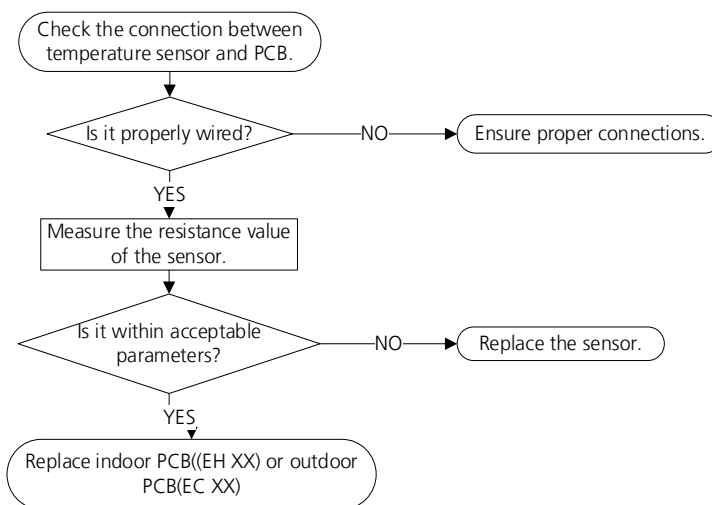 Check the connection between
temperature sensor and PCB.
Is it properly wired?
NO
Ensure proper connections.
YES
Measure the resistance value
of the sensor.
Is it within acceptable
parameters?
NO
Replace the sensor.
YES
Replace indoor PCB((EH XX) or outdoor
PCB(EC XX)